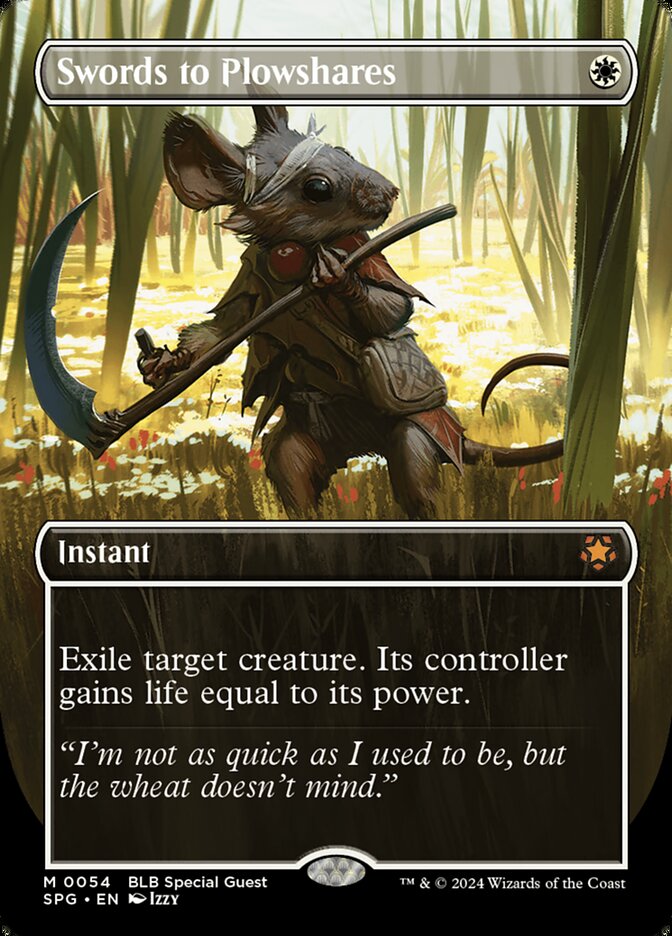 Swords to Plowshares
Instant
Exile target creature. Its controller
gains life equal to its power.
“I’m not as quick as I used to be, but
the wheat doesn’t mind.”
M 0054 BLB Special Guest
SPG • EN Izzy
™ & © 2024 Wizards of the Coast